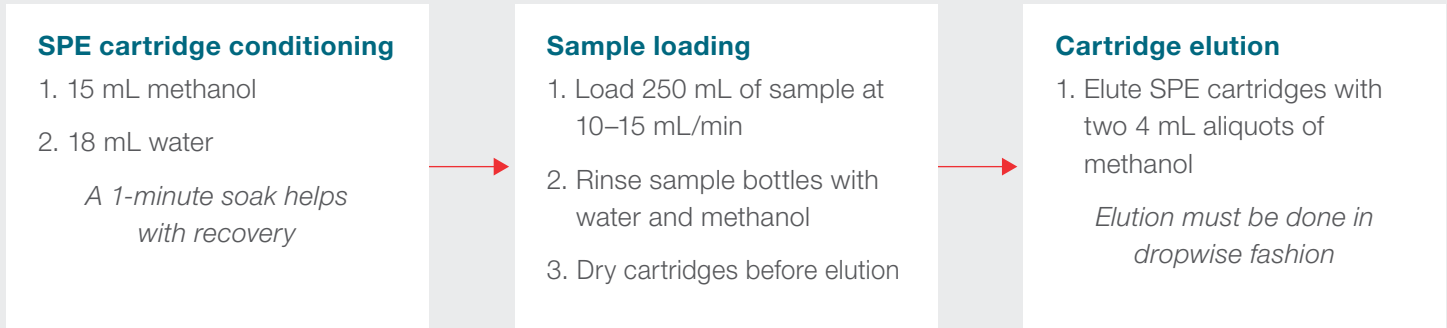 SPE cartridge conditioning
1. 15 mL methanol
2. 18 mL water
A 1-minute soak helps
with recovery
Sample loading
1. Load 250 mL of sample at
10–15 mL/min
2. Rinse sample bottles with
water and methanol
3. Dry cartridges before elution
Cartridge elution
1. Elute SPE cartridges with
two 4 mL aliquots of
methanol
Elution must be done in
dropwise fashion